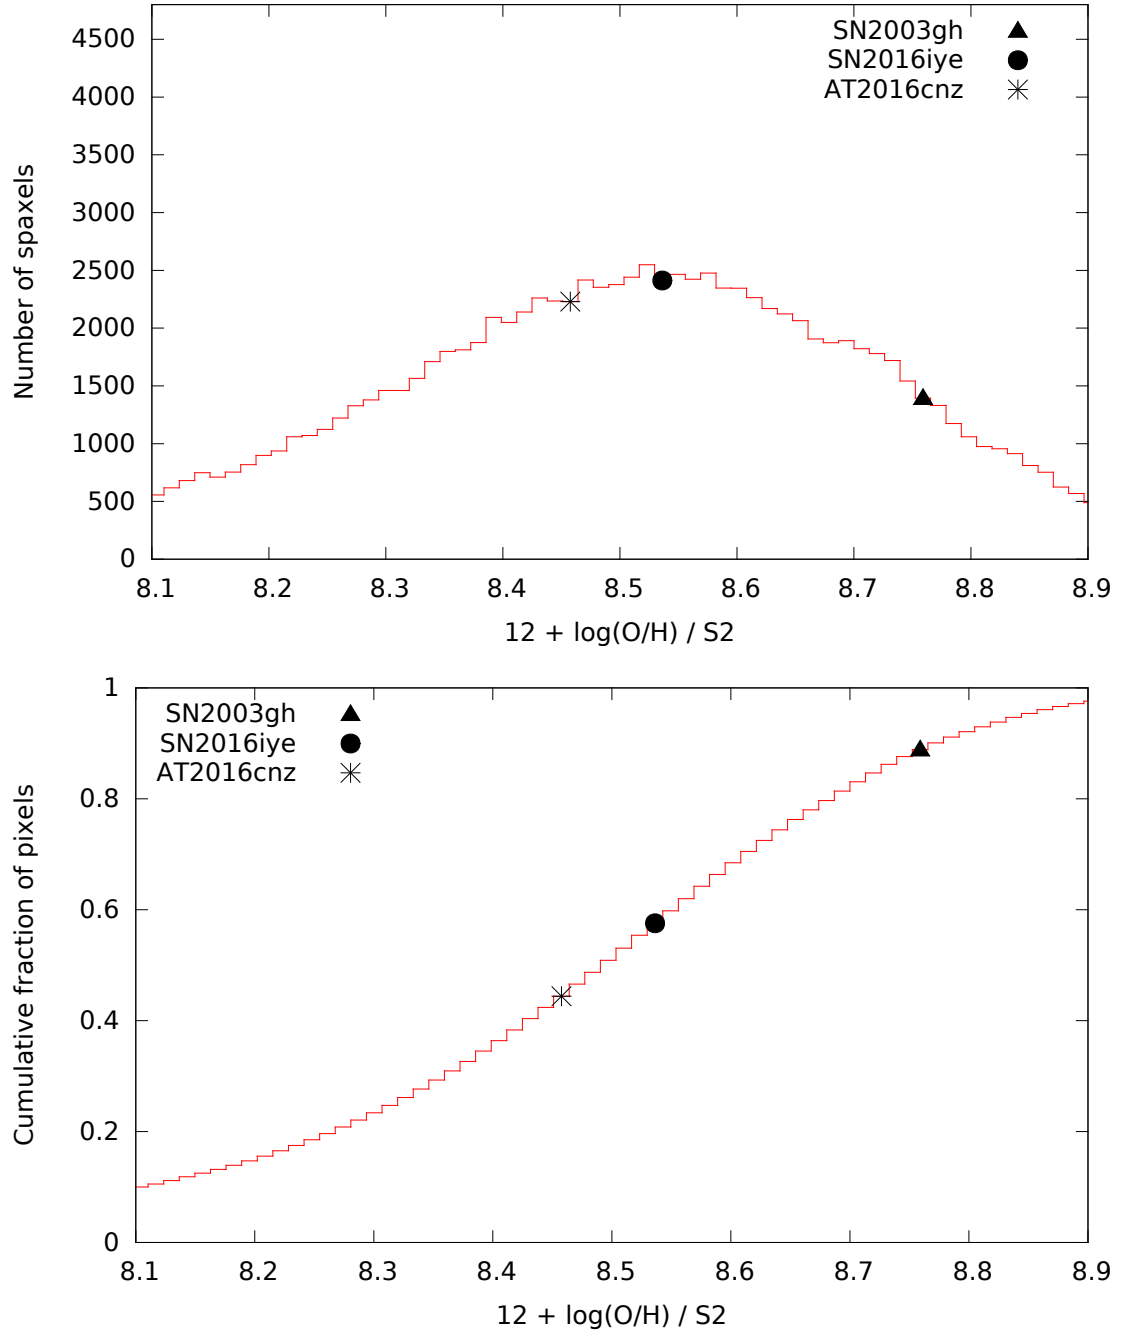 SN2003gh
SN2016iye
AT2016cnz
4500
4000
3500
3000
2500
2000
1500
1000
500
0
Number of spaxels
8.1 8.2 8.3 8.4 8.5 8.6 8.7 8.8 8.9
12 + log(O/H) / S2
SN2003gh
SN2016iye
AT2016cnz
1
0.8
0.6
0.4
0.2
0
Cumulative fraction of pixels
8.1 8.2 8.3 8.4 8.5 8.6 8.7 8.8 8.9
12 + log(O/H) / S2